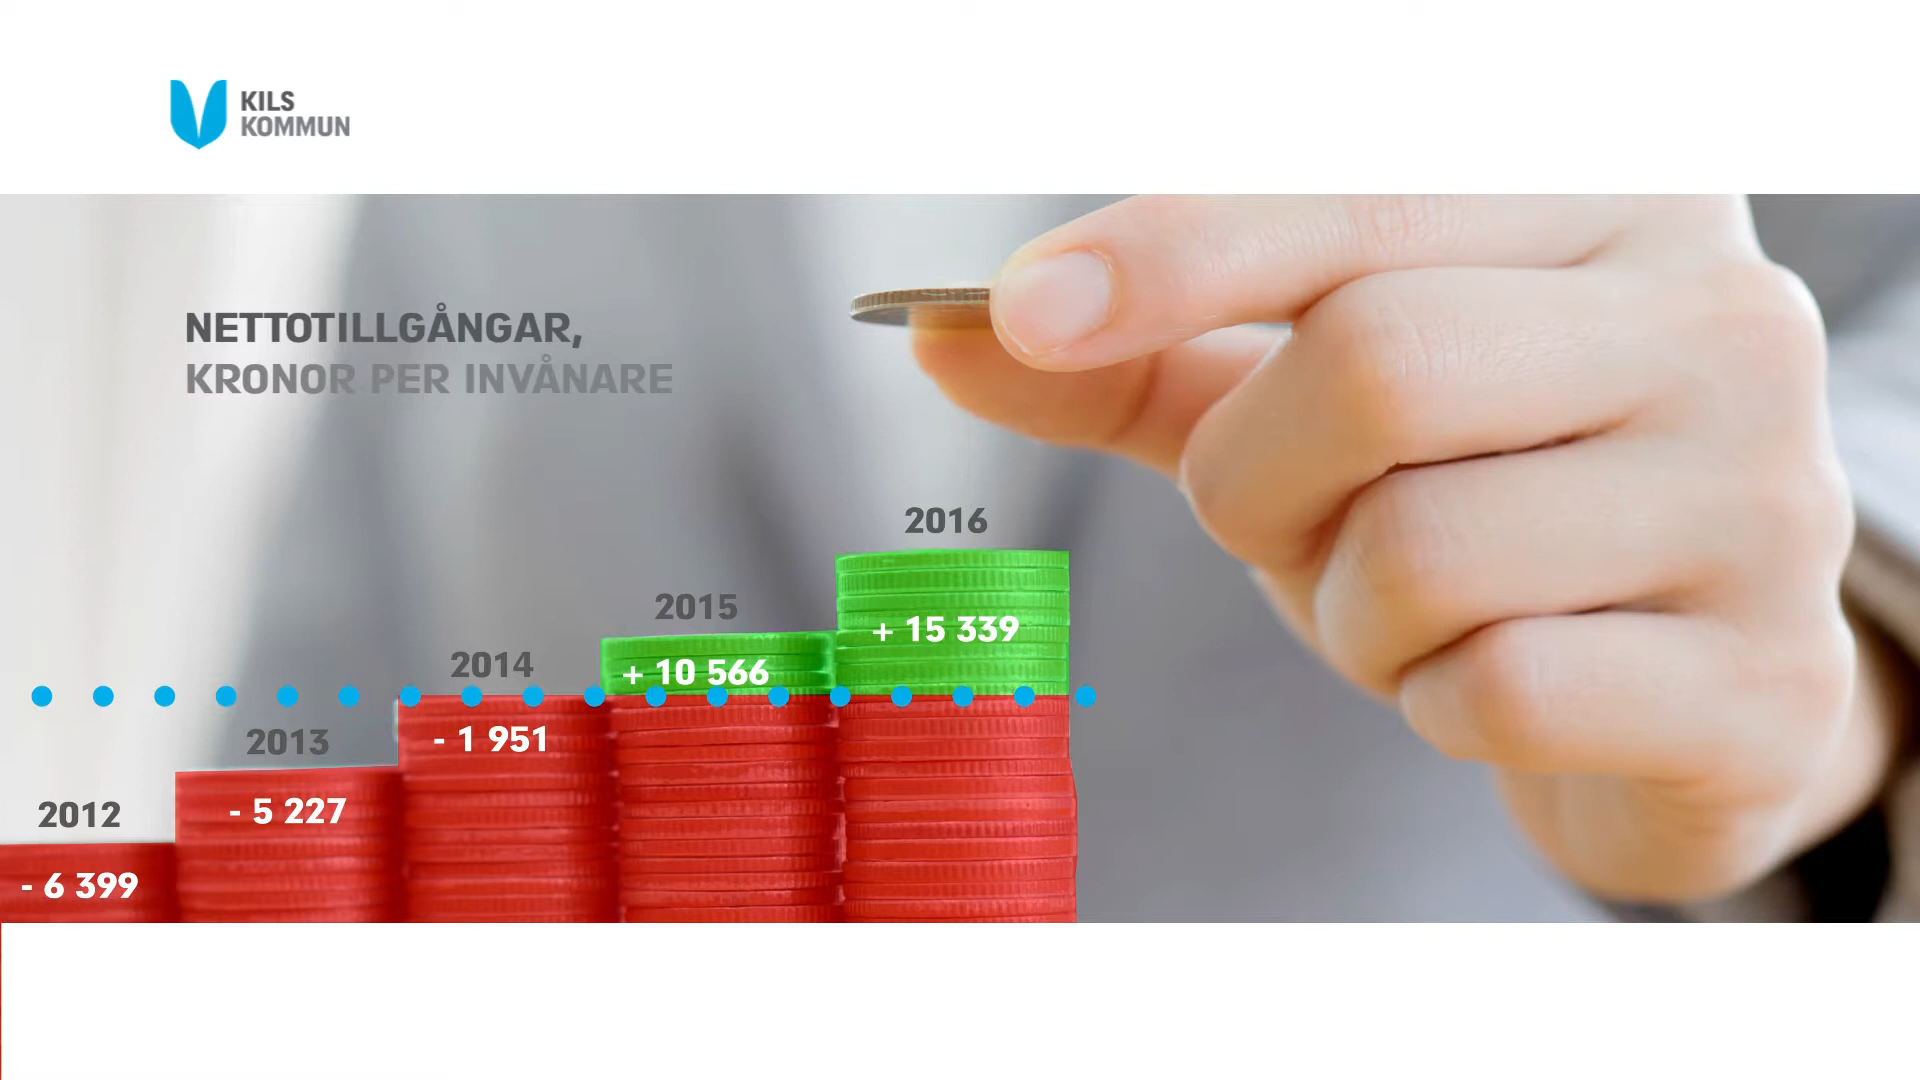 KILS
KOMMUN
NETTOTILLGÅNGAR,
KRONOR PER INVÅNARE
2016
+ 15 339
2015
+ 10 566
2014
- 1 951
2013
- 5 227
2012
- 6 399